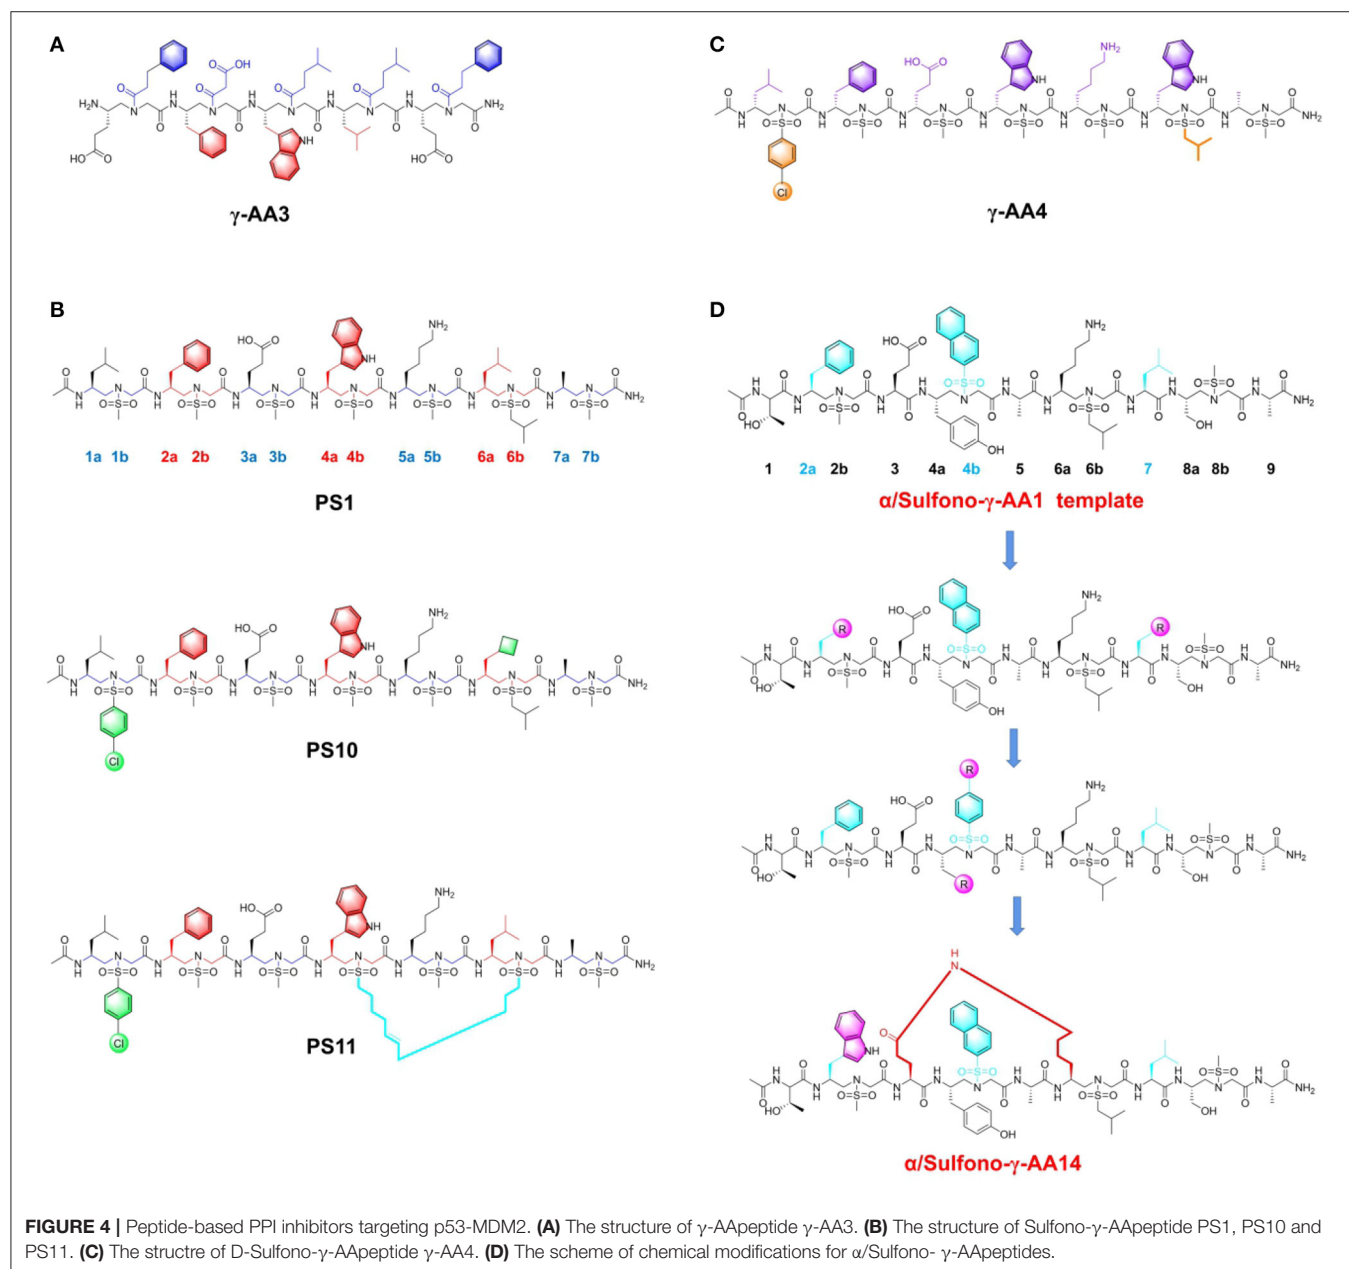 A
γ-AA3
C
γ-AA4
B
1a 1b 2a 2b 3a 3b 4a 4b 5a 5b 6a 6b 7a 7b
PS1
PS10
PS11
D
1 2a 2b 3 4a 4b 5 6a 6b 7 8a 8b 9
α/Sulfono-γ-AA1 template
α/Sulfono-γ-AA14
FIGURE 4 | Peptide-based PPI inhibitors targeting p53-MDM2. (A) The structure of γ-AApeptide γ-AA3. (B) The structure of Sulfono-γ-AApeptide PS1, PS10 and
PS11. (C) The structre of D-Sulfono-γ-AApeptide γ-AA4. (D) The scheme of chemical modifications for α/Sulfono- γ-AApeptides.